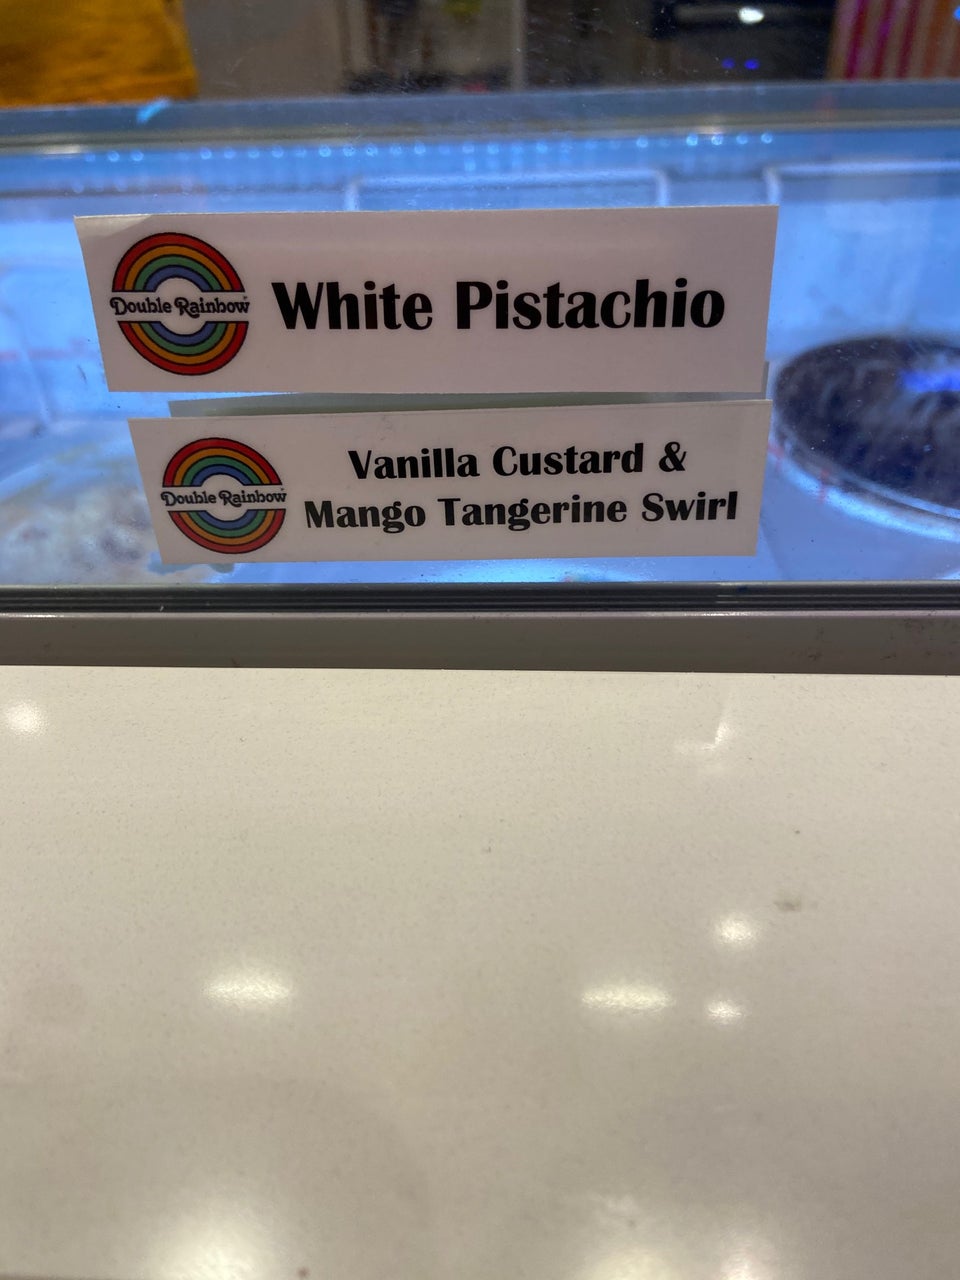 Double Rainbow
White Pistachio
Double Rainbow
Vanilla Custard &
Mango Tangerine Swirl